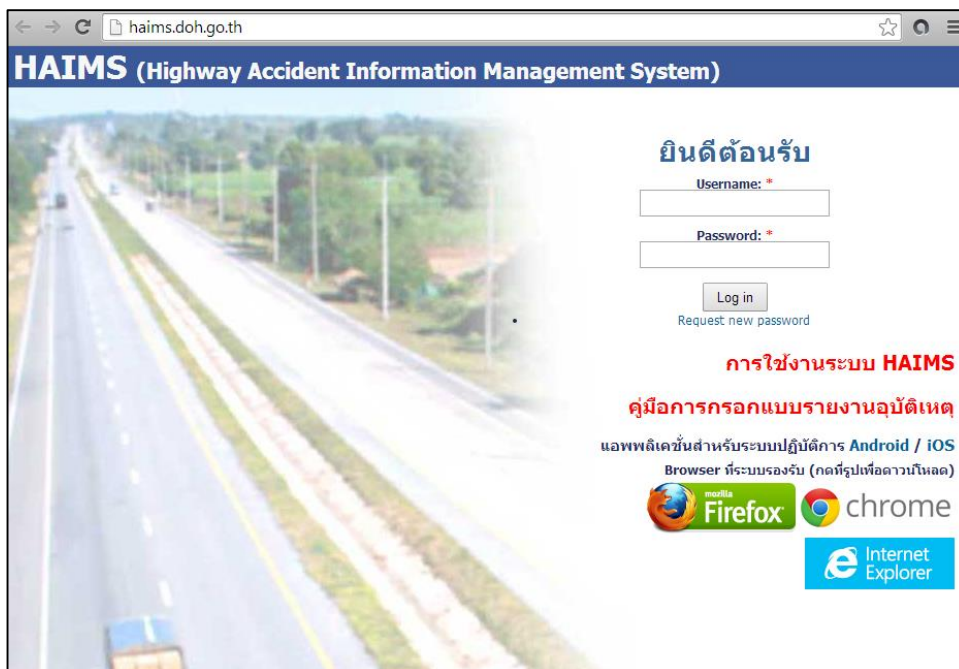 haims.doh.go.th
HAIMS (Highway Accident Information Management System)
ยินดีต้อนรับ
Username: *
Password: *
Log in
Request new password
การใช้งานระบบ HAIMS
คู่มือการกรอกแบบรายงานอุบัติเหตุ
แอพพลิเคชั่นสำหรับระบบปฏิบัติการ Android / iOS
Browser ที่ระบบรองรับ (กดที่รูปเพื่อดาวน์โหลด)
mozilla
Firefox
chrome
Internet
Explorer